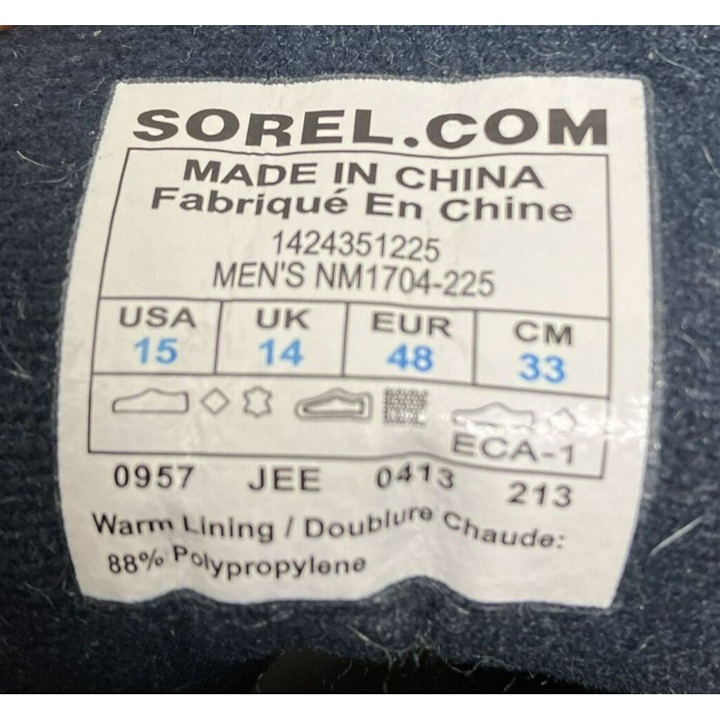 SOREL.COM
MADE IN CHINA
Fabriqué En Chine
1424351225
MEN'S NM1704-225
USA UK EUR CM
15 14 48 33
ECA-1
0957 JEE 0413 213
Warm Lining / Doublure Chaude:
88% Polypropylene